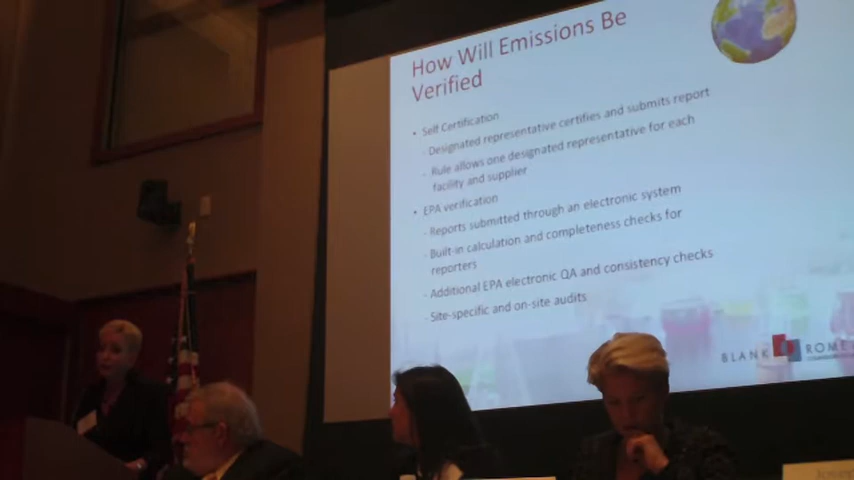 How Will Emissions Be
Verified
• Self Certification
- Designated representative certifies and submits report
- Rule allows one designated representative for each
facility and supplier
• EPA verification
- Reports submitted through an electronic system
- Built-in calculation and completeness checks for
reporters
- Additional EPA electronic QA and consistency checks
- Site-specific and on-site audits
BLANK ROME